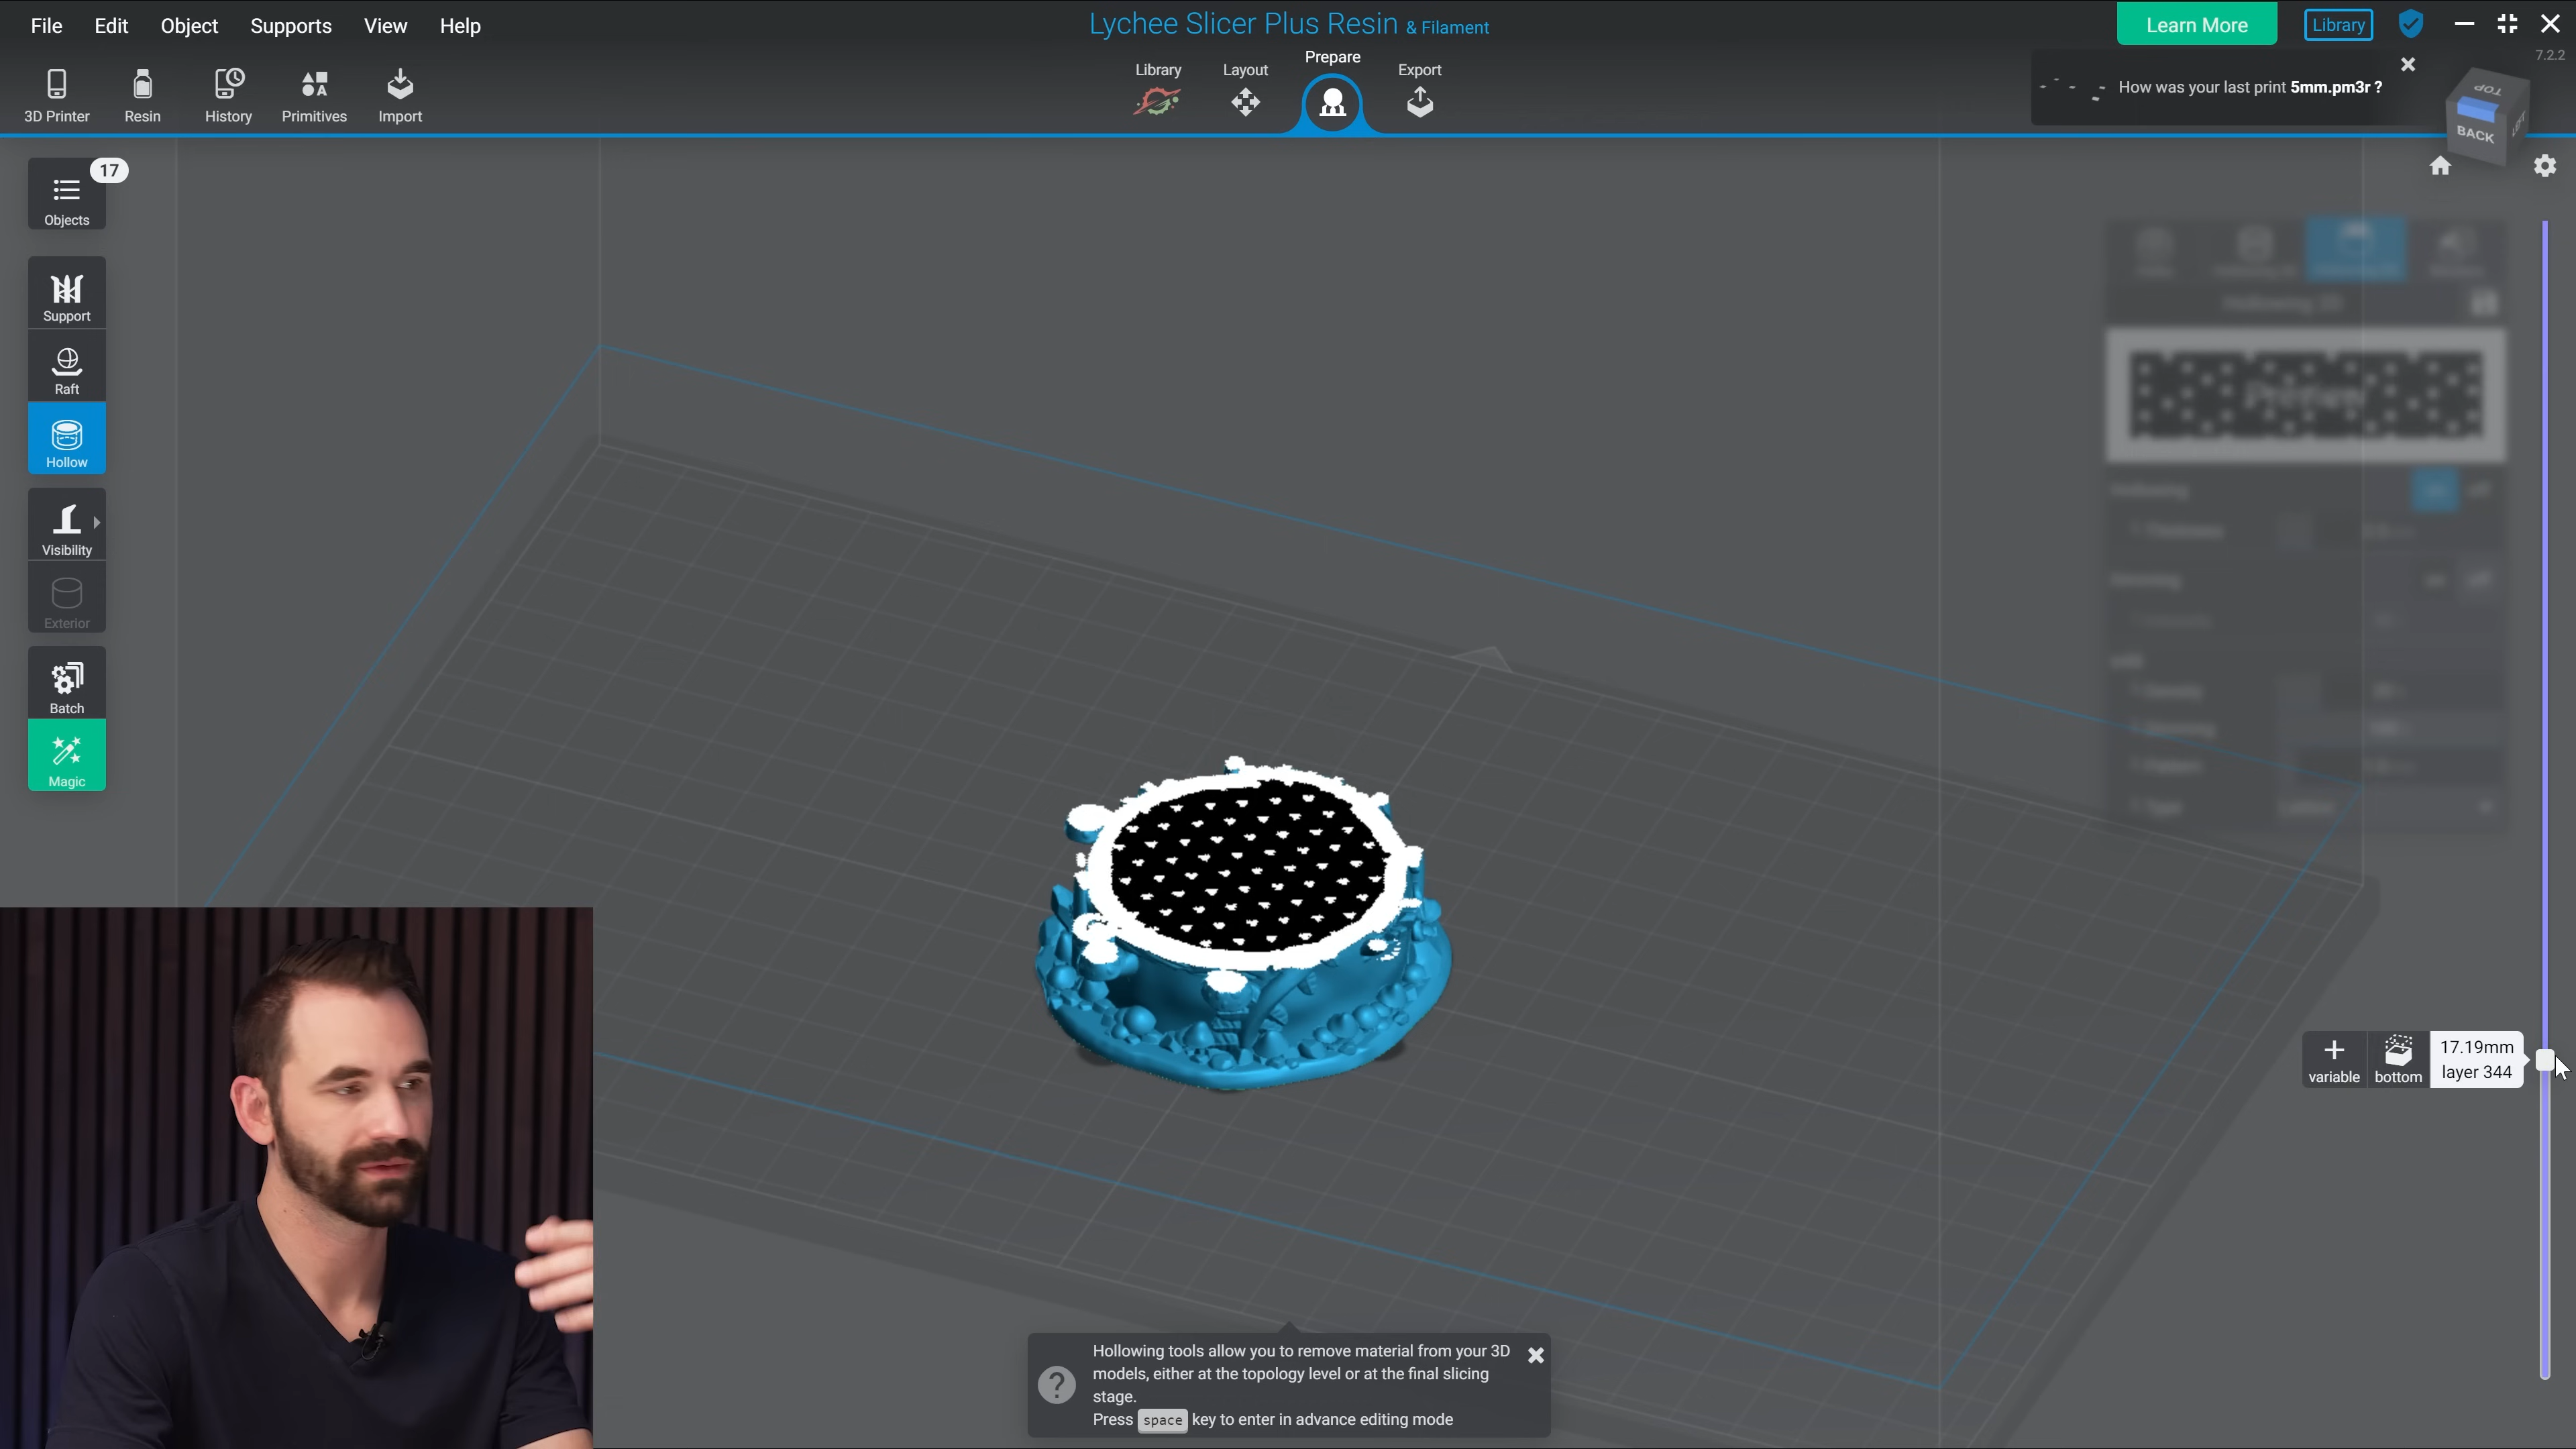 File Edit Object Supports View Help
Lychee Slicer Plus Resin & Filament
Learn More
Library
7.2.2
3D Printer
Resin
History
Primitives
Import
Library
Layout
Prepare
Export
How was your last print 5mm.pm3r ?
TOP
BACK
LEFT
17
Objects
Support
Raft
Hollow
Visibility
Exterior
Batch
Magic
Hollowing 2D
Preview
variable
bottom
17.19mm
layer 344
Hollowing tools allow you to remove material from your 3D
models, either at the topology level or at the final slicing
stage.
Press space key to enter in advance editing mode